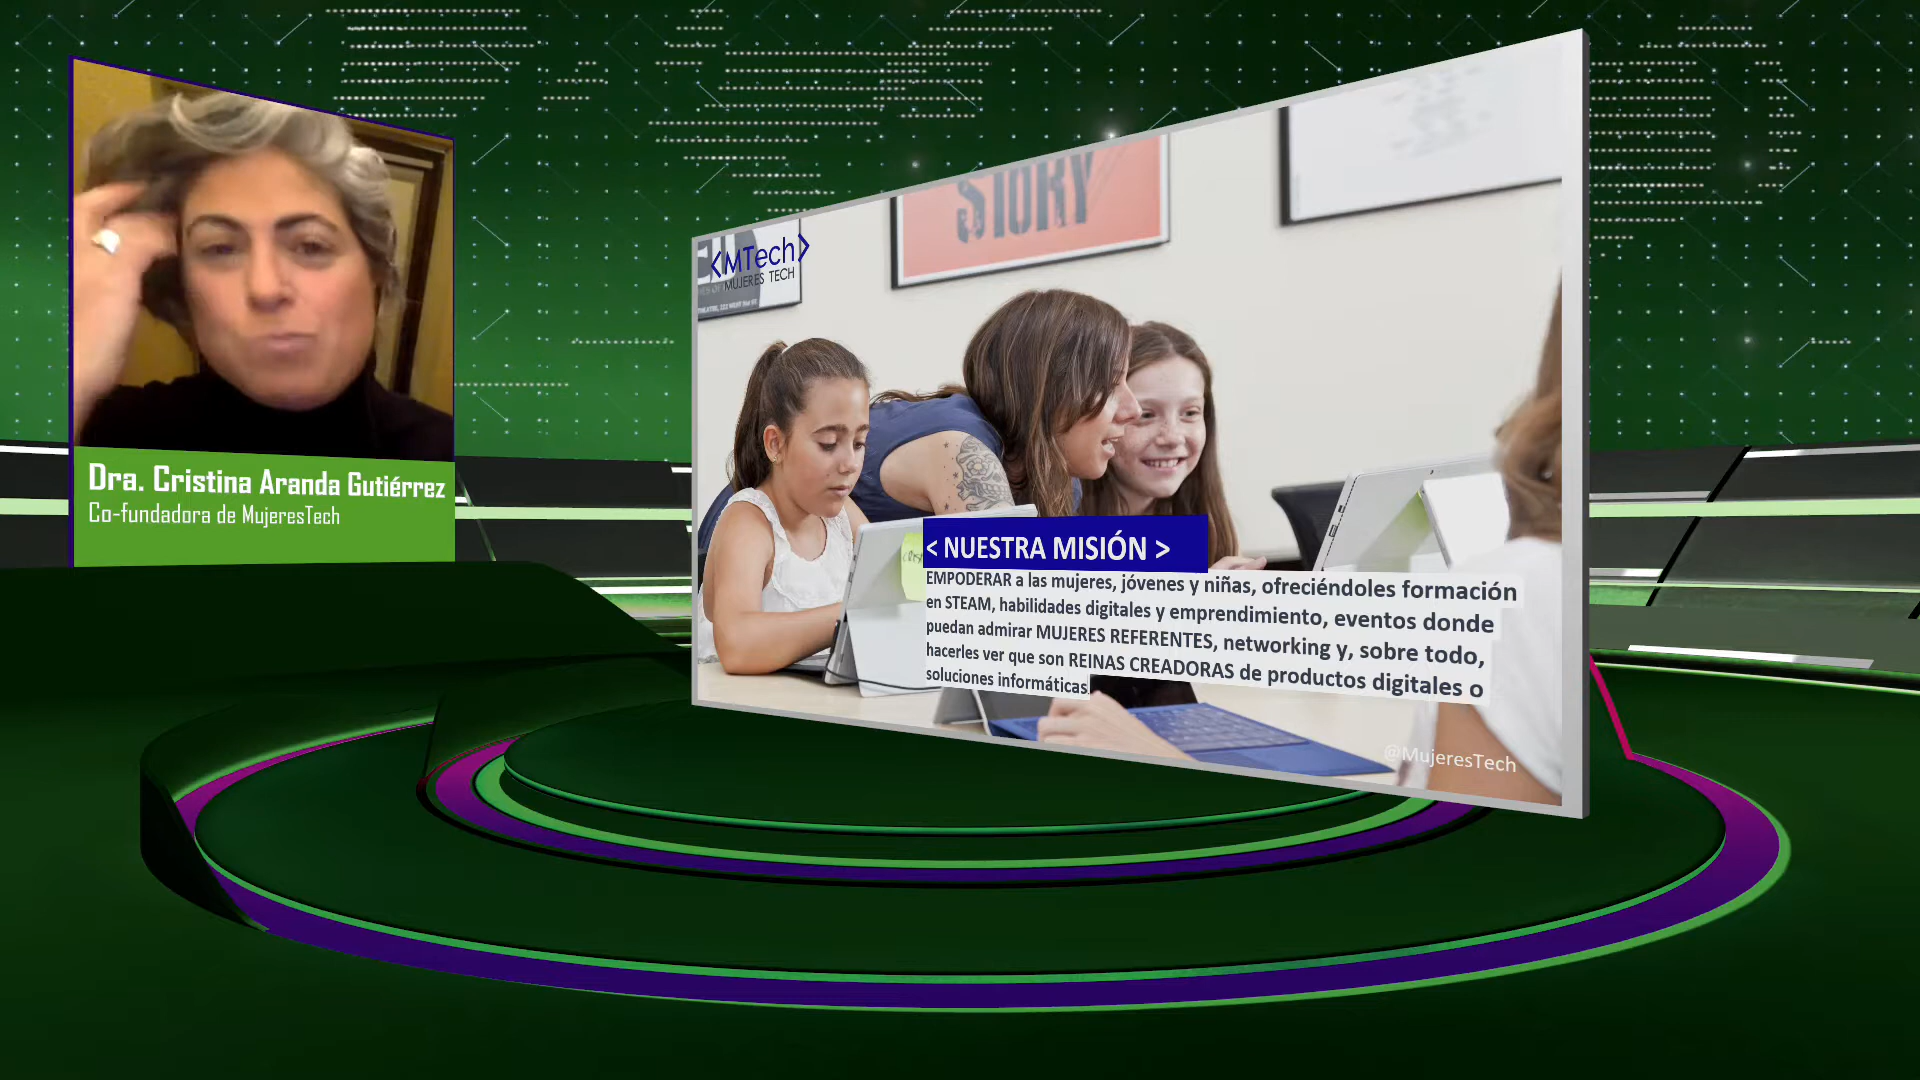 Dra. Cristina Aranda Gutiérrez
Co-fundadora de MujeresTech
STORY
<MTech>
MUJERES TECH
< NUESTRA MISIÓN >
EMPODERAR a las mujeres, jóvenes y niñas, ofreciéndoles formación
en STEAM, habilidades digitales y emprendimiento, eventos donde
puedan admirar MUJERES REFERENTES, networking y, sobre todo,
hacerles ver que son REINAS CREADORAS de productos digitales o
soluciones informáticas.
@MujeresTech